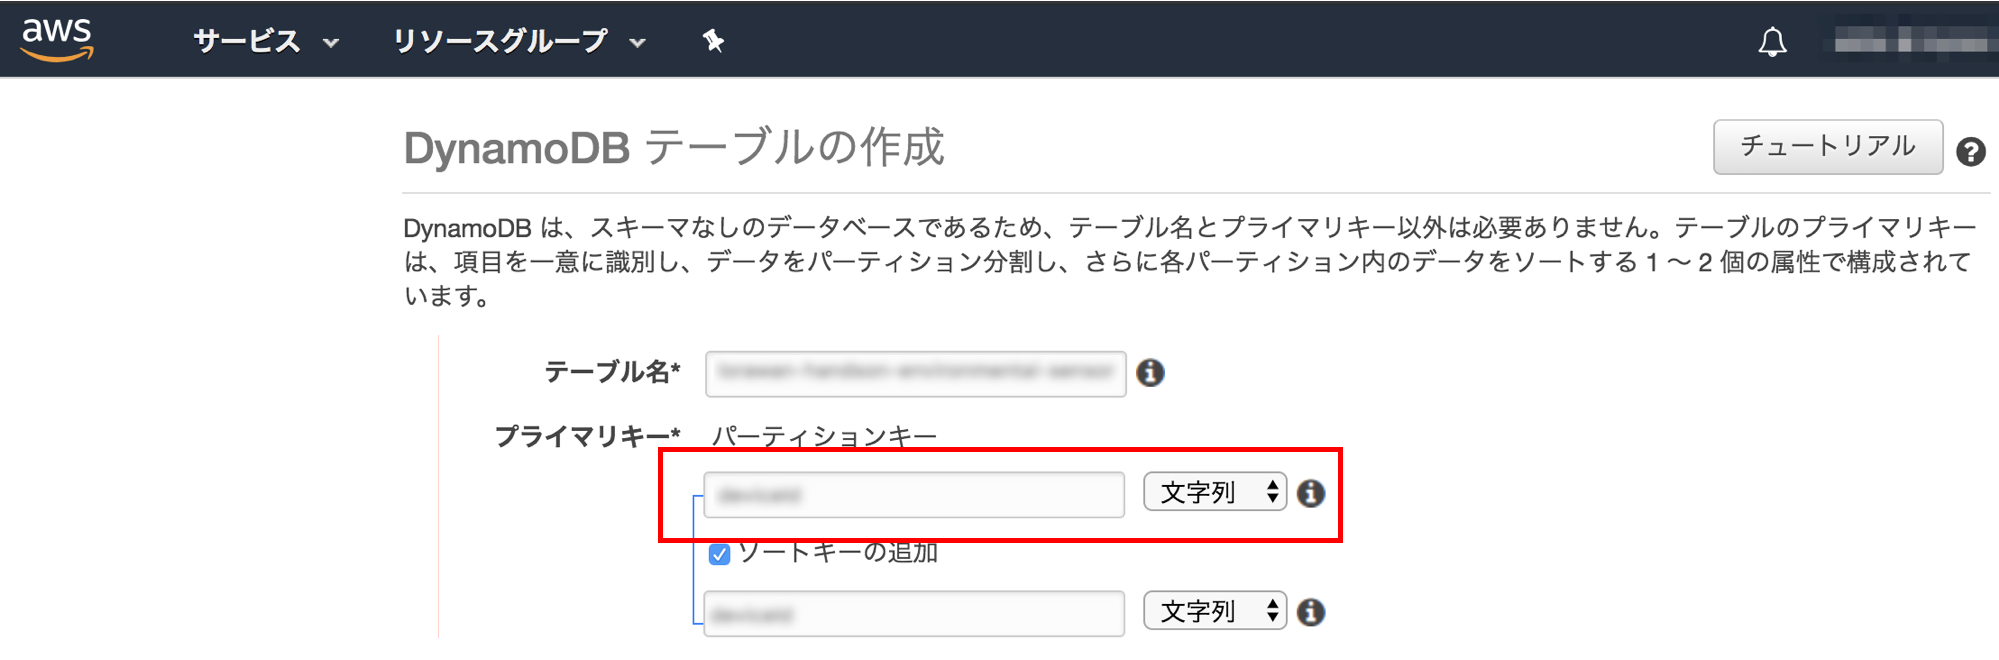 aws サービス リソースグループ
DynamoDB テーブルの作成 チュートリアル ?
DynamoDB は、スキーマなしのデータベースであるため、テーブル名とプライマリキー以外は必要ありません。テーブルのプライマリキー
は、項目を一意に識別し、データをパーティション分割し、さらに各パーティション内のデータをソートする 1 〜 2 個の属性で構成されて
います。
テーブル名*
プライマリキー* パーティションキー
文字列
ソートキーの追加
文字列